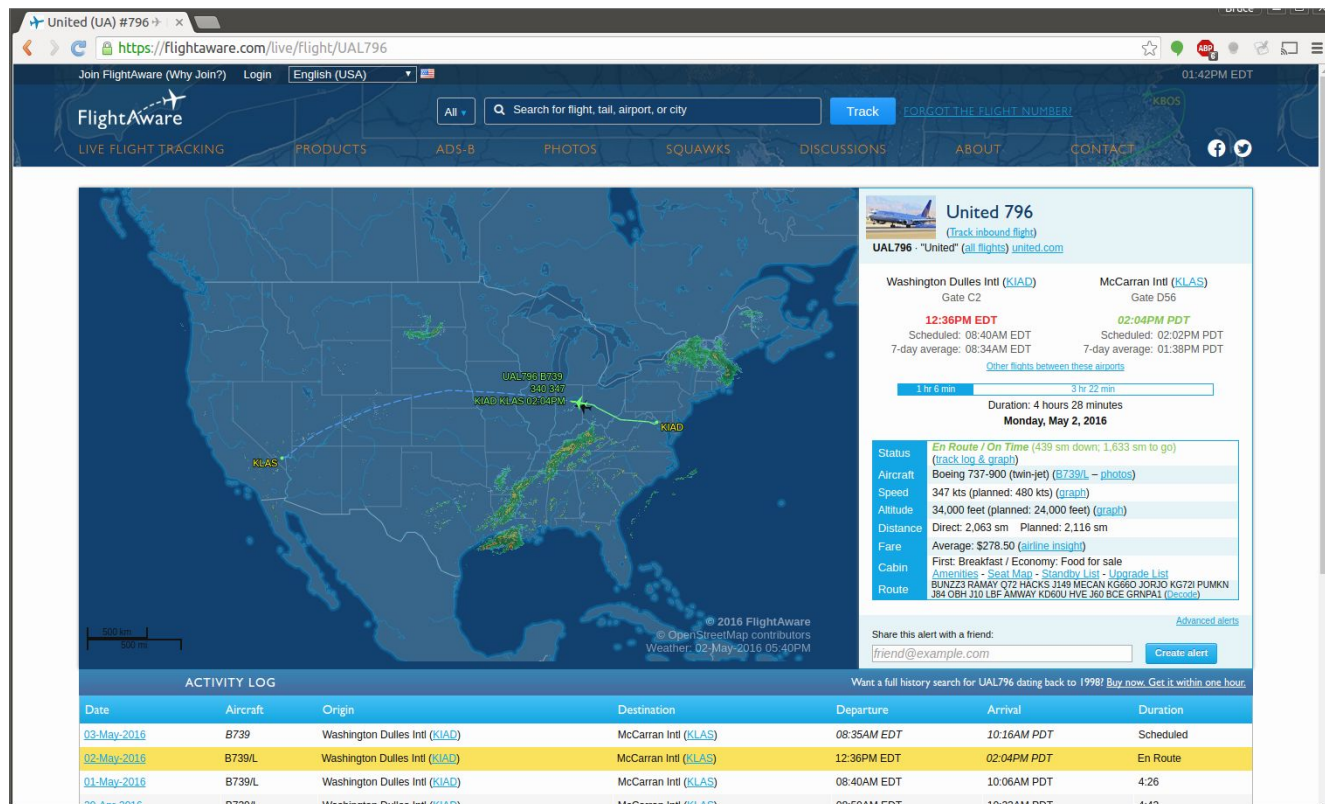 United (UA) #796
Bruce
https://flightaware.com/live/flight/UAL796
ABP
6
Join FlightAware (Why Join?) Login English (USA)
01:42PM EDT
FlightAware
All Search for flight, tail, airport, or city Track FORGOT THE FLIGHT NUMBER?
KBOS
LIVE FLIGHT TRACKING PRODUCTS ADS-B PHOTOS SQUAWKS DISCUSSIONS ABOUT CONTACT
UAL796 B739
340 347
KIAD KLAS 02:04PM
KIAD
KLAS
500 km
500 mi
© 2016 FlightAware
© OpenStreetMap contributors
Weather: 02-May-2016 05:40PM
United 796
(Track inbound flight)
UAL796 - "United" (all flights) united.com
Washington Dulles Intl (KIAD) McCarran Intl (KLAS)
Gate C2 Gate D56
12:36PM EDT 02:04PM PDT
Scheduled: 08:40AM EDT Scheduled: 02:02PM PDT
7-day average: 08:34AM EDT 7-day average: 01:38PM PDT
Other flights between these airports
1 hr 6 min 3 hr 22 min
Duration: 4 hours 28 minutes
Monday, May 2, 2016
Status En Route / On Time (439 sm down; 1,633 sm to go)
(track log & graph)
Aircraft Boeing 737-900 (twin-jet) (B739/L – photos)
Speed 347 kts (planned: 480 kts) (graph)
Altitude 34,000 feet (planned: 24,000 feet) (graph)
Distance Direct: 2,063 sm Planned: 2,116 sm
Fare Average: $278.50 (airline insight)
Cabin First: Breakfast / Economy: Food for sale
Amenities - Seat Map - Standby List - Upgrade List
Route BUNZZ3 RAMAY Q72 HACKS J149 MECAN KG66O JORJO KG72I PUMKN
J84 OBH J10 LBF AMWAY KD60U HVE J60 BCE GRNPA1 (Decode)
Advanced alerts
Share this alert with a friend:
friend@example.com Create alert
ACTIVITY LOG Want a full history search for UAL796 dating back to 1998? Buy now. Get it within one hour.
Date Aircraft Origin Destination Departure Arrival Duration
03-May-2016 B739 Washington Dulles Intl (KIAD) McCarran Intl (KLAS) 08:35AM EDT 10:16AM PDT Scheduled
02-May-2016 B739/L Washington Dulles Intl (KIAD) McCarran Intl (KLAS) 12:36PM EDT 02:04PM PDT En Route
01-May-2016 B739/L Washington Dulles Intl (KIAD) McCarran Intl (KLAS) 08:40AM EDT 10:06AM PDT 4:26